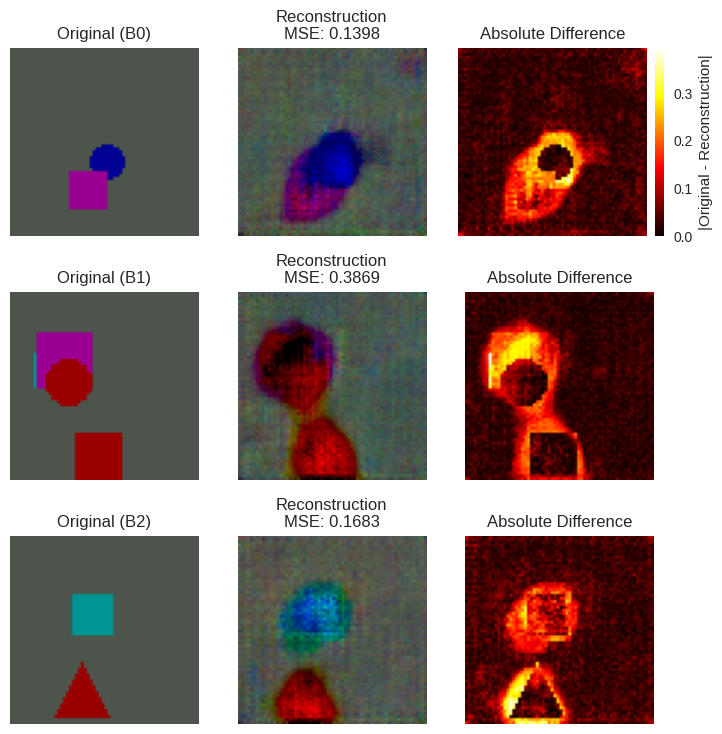 Original (B0)
Reconstruction
MSE: 0.1398
Absolute Difference
0.3
0.2
0.1
0.0
|Original - Reconstruction|
Original (B1)
Reconstruction
MSE: 0.3869
Absolute Difference
Original (B2)
Reconstruction
MSE: 0.1683
Absolute Difference